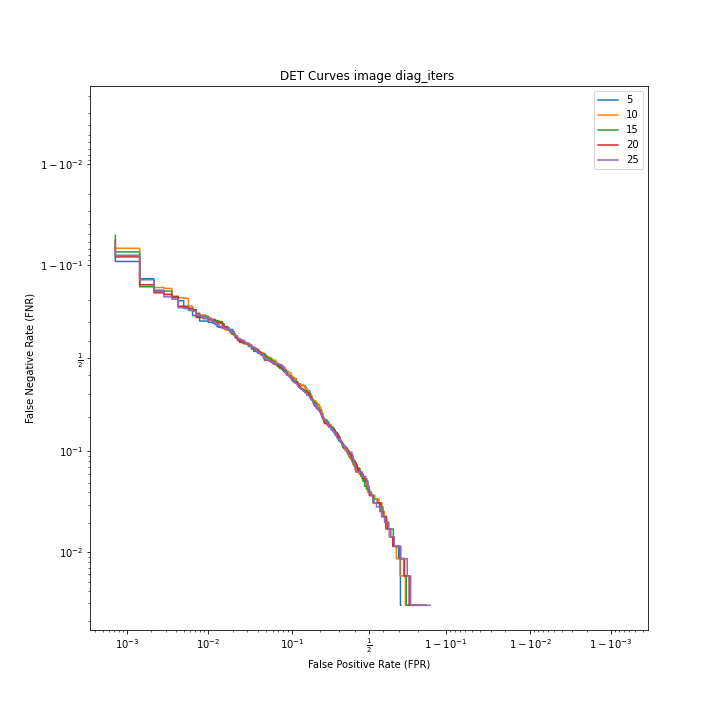 DET Curves image diag_iters
5
10
15
20
25
False Negative Rate (FNR)
1 − 10⁻²
1 − 10⁻¹
1/2
10⁻¹
10⁻²
10⁻³ 10⁻² 10⁻¹ 1/2 1 − 10⁻¹ 1 − 10⁻² 1 − 10⁻³
False Positive Rate (FPR)